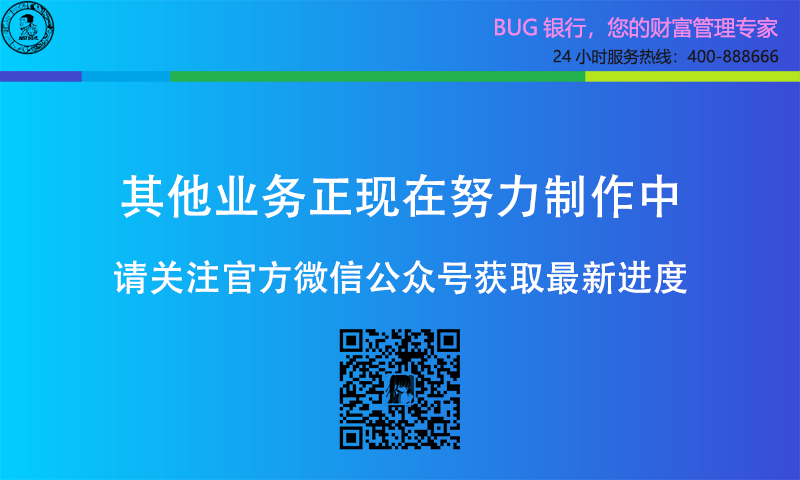 BUG 银行，您的财富管理专家
24 小时服务热线：400-888666
其他业务正现在努力制作中
请关注官方微信公众号获取最新进度